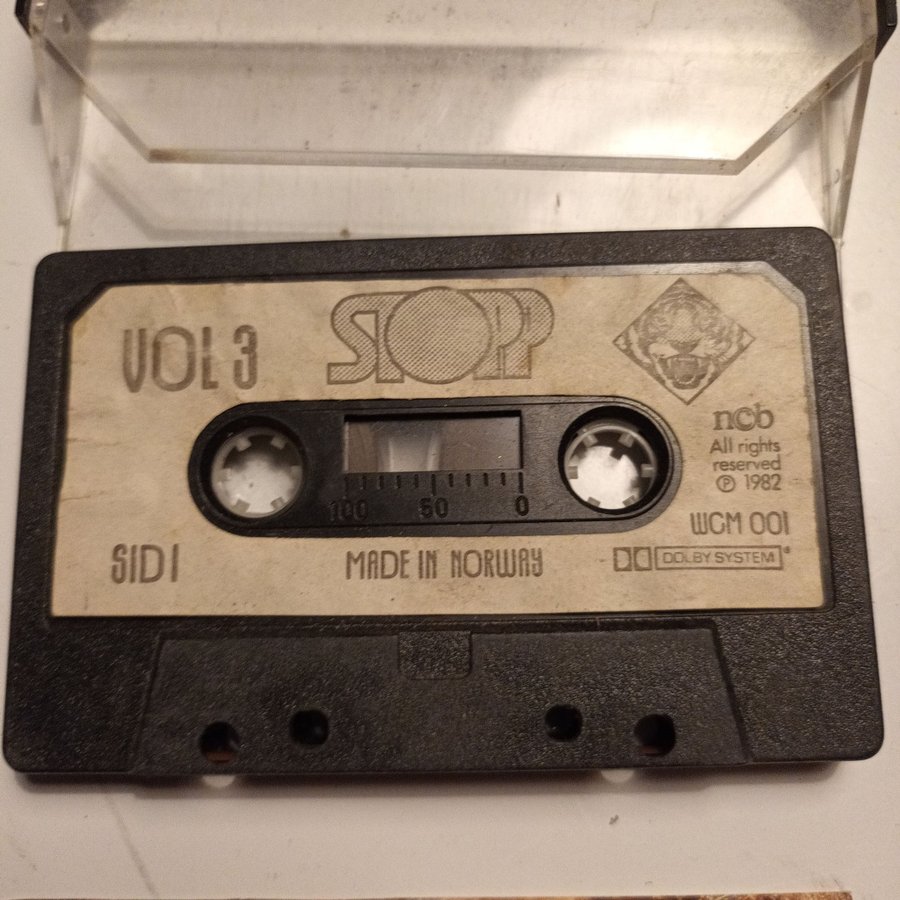 VOL 3
STOPP
ncb
All rights
reserved
℗ 1982
100 50 0
WGM 001
SID 1
MADE IN NORWAY
DOLBY SYSTEM